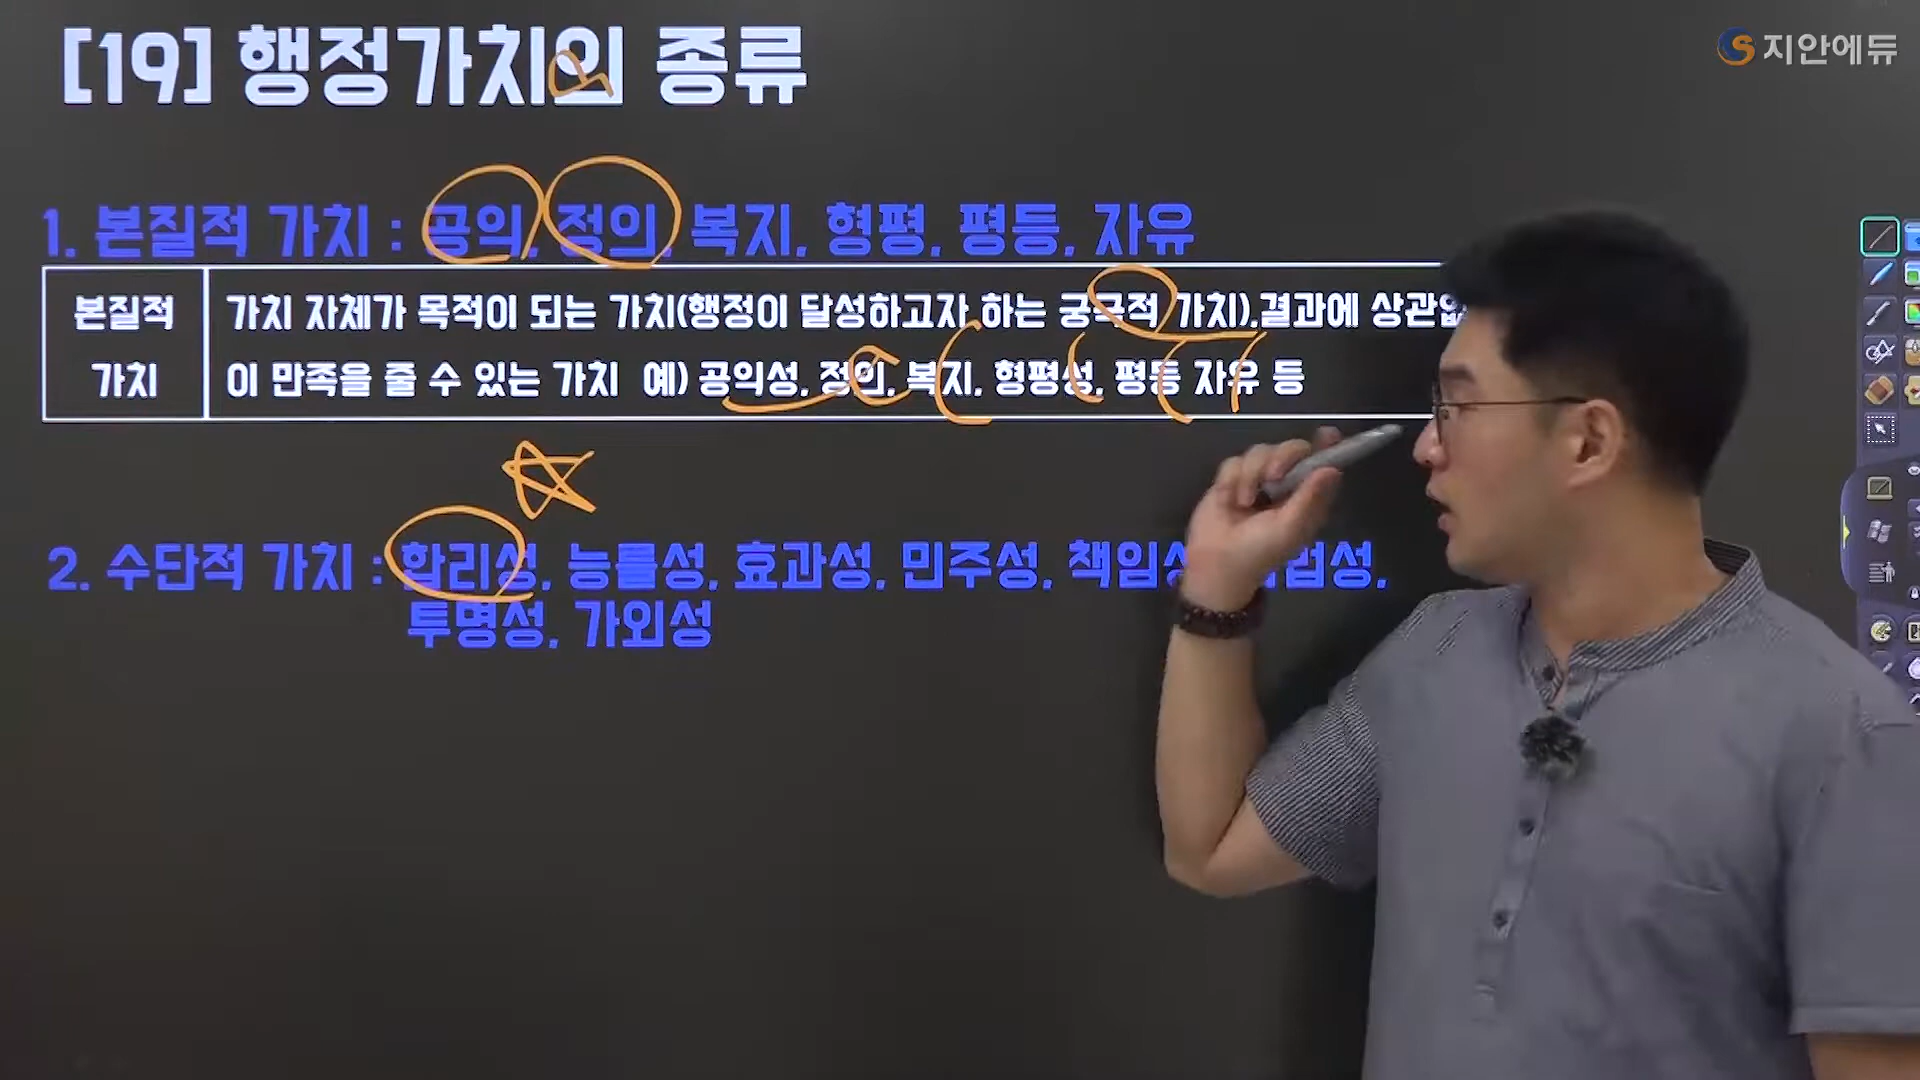 [19] 행정가치의 종류
지안에듀
1. 본질적 가치 : 공익, 정의, 복지, 형평, 평등, 자유
본질적 가치
가치 자체가 목적이 되는 가치(행정이 달성하고자 하는 궁극적 가치),결과에 상관없
이 만족을 줄 수 있는 가치 예) 공익성, 정의, 복지, 형평성, 평등 자유 등
2. 수단적 가치 : 합리성, 능률성, 효과성, 민주성, 책임성
투명성, 가외성